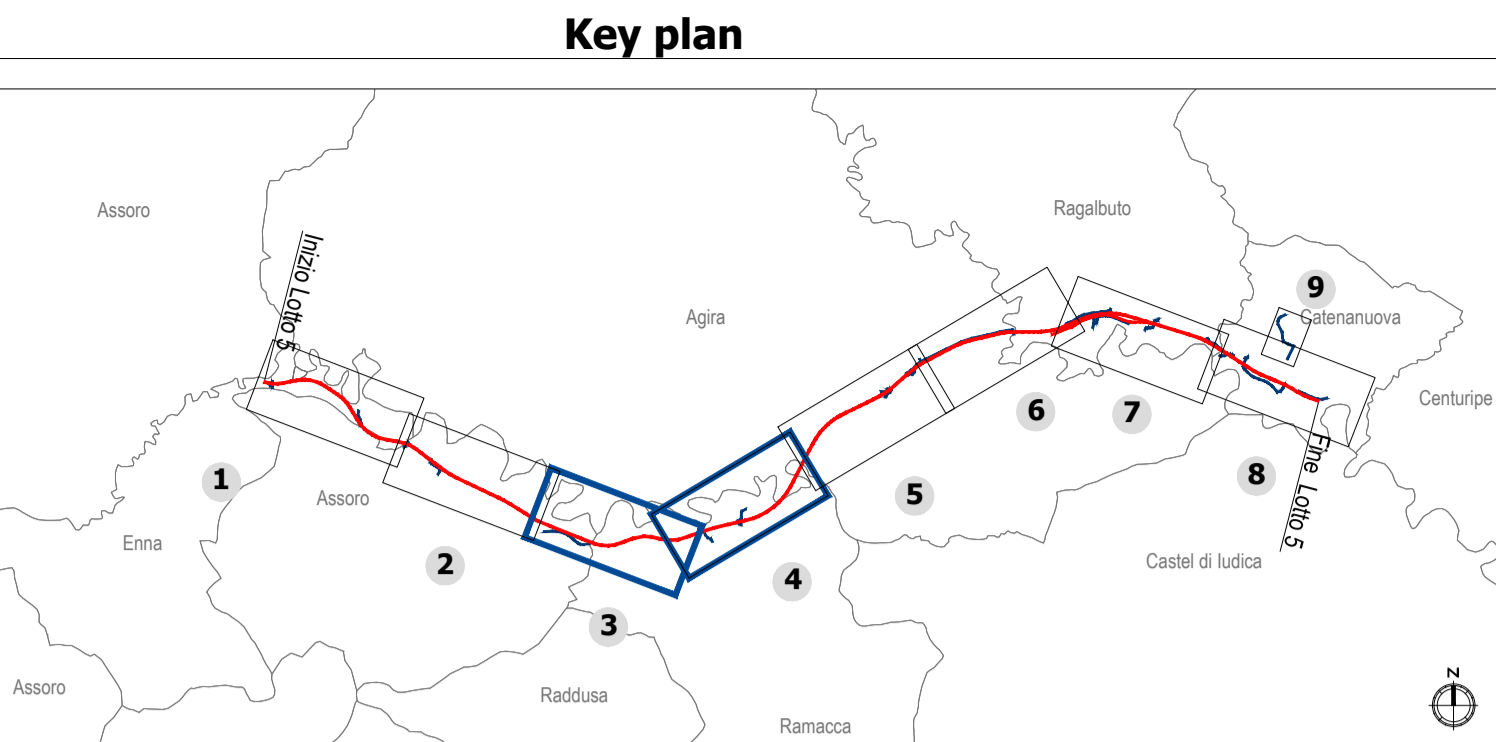 Key plan
Assoro
Ragalbuto
Inizio Lotto 5
9
Agira
Catenanuova
Centuripe
6
7
1
Assoro
5
8
Fine Lotto 5
Enna
2
4
Castel di Iudica
3
Assoro
Raddusa
Ramacca
N